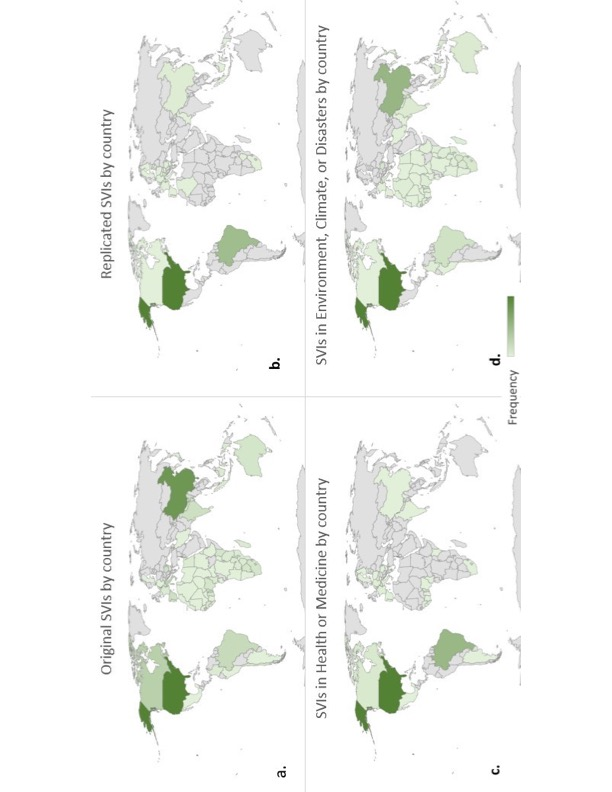 Original SVIs by country
a.
Replicated SVIs by country
b.
SVIs in Health or Medicine by country
c.
SVIs in Environment, Climate, or Disasters by country
d.
Frequency